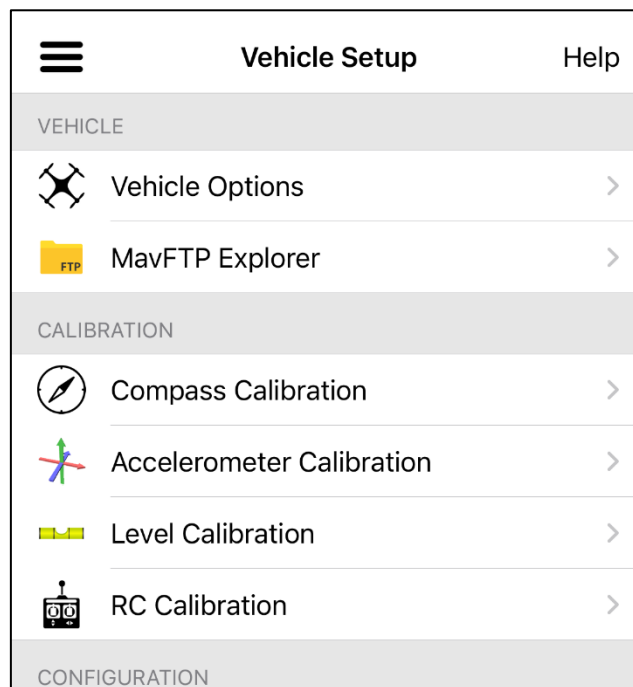 Vehicle Setup Help
VEHICLE
Vehicle Options
FTP MavFTP Explorer
CALIBRATION
Compass Calibration
Accelerometer Calibration
Level Calibration
RC Calibration
CONFIGURATION